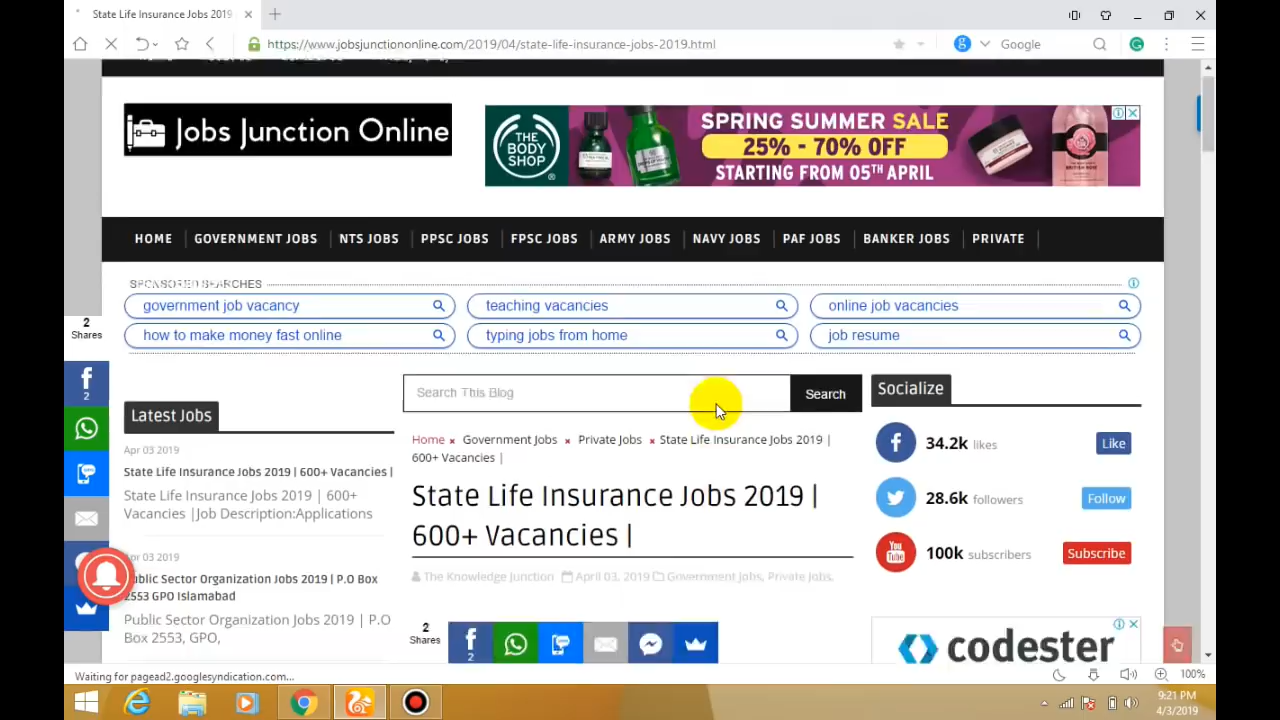 State Life Insurance Jobs 2019
https://www.jobsjunctiononline.com/2019/04/state-life-insurance-jobs-2019.html
Google
Jobs Junction Online
THE BODY SHOP
SPRING SUMMER SALE
25% - 70% OFF
STARTING FROM 05TH APRIL
HOME
GOVERNMENT JOBS
NTS JOBS
PPSC JOBS
FPSC JOBS
ARMY JOBS
NAVY JOBS
PAF JOBS
BANKER JOBS
PRIVATE
SPONSORED SEARCHES
government job vacancy
teaching vacancies
online job vacancies
how to make money fast online
typing jobs from home
job resume
2
Shares
2
Latest Jobs
Apr 03 2019
State Life Insurance Jobs 2019 | 600+ Vacancies |
State Life Insurance Jobs 2019 | 600+
Vacancies |Job Description:Applications
Apr 03 2019
Public Sector Organization Jobs 2019 | P.O Box
2553 GPO Islamabad
Public Sector Organization Jobs 2019 | P.O
Box 2553, GPO,
Search This Blog
Search
Home × Government Jobs × Private Jobs × State Life Insurance Jobs 2019 |
600+ Vacancies |
State Life Insurance Jobs 2019 |
600+ Vacancies |
The Knowledge Junction April 03, 2019 Government Jobs, Private Jobs,
2
Shares
2
Socialize
34.2k likes
Like
28.6k followers
Follow
You Tube
100k subscribers
Subscribe
codester
Waiting for pagead2.googlesyndication.com...
100%
9:21 PM
4/3/2019